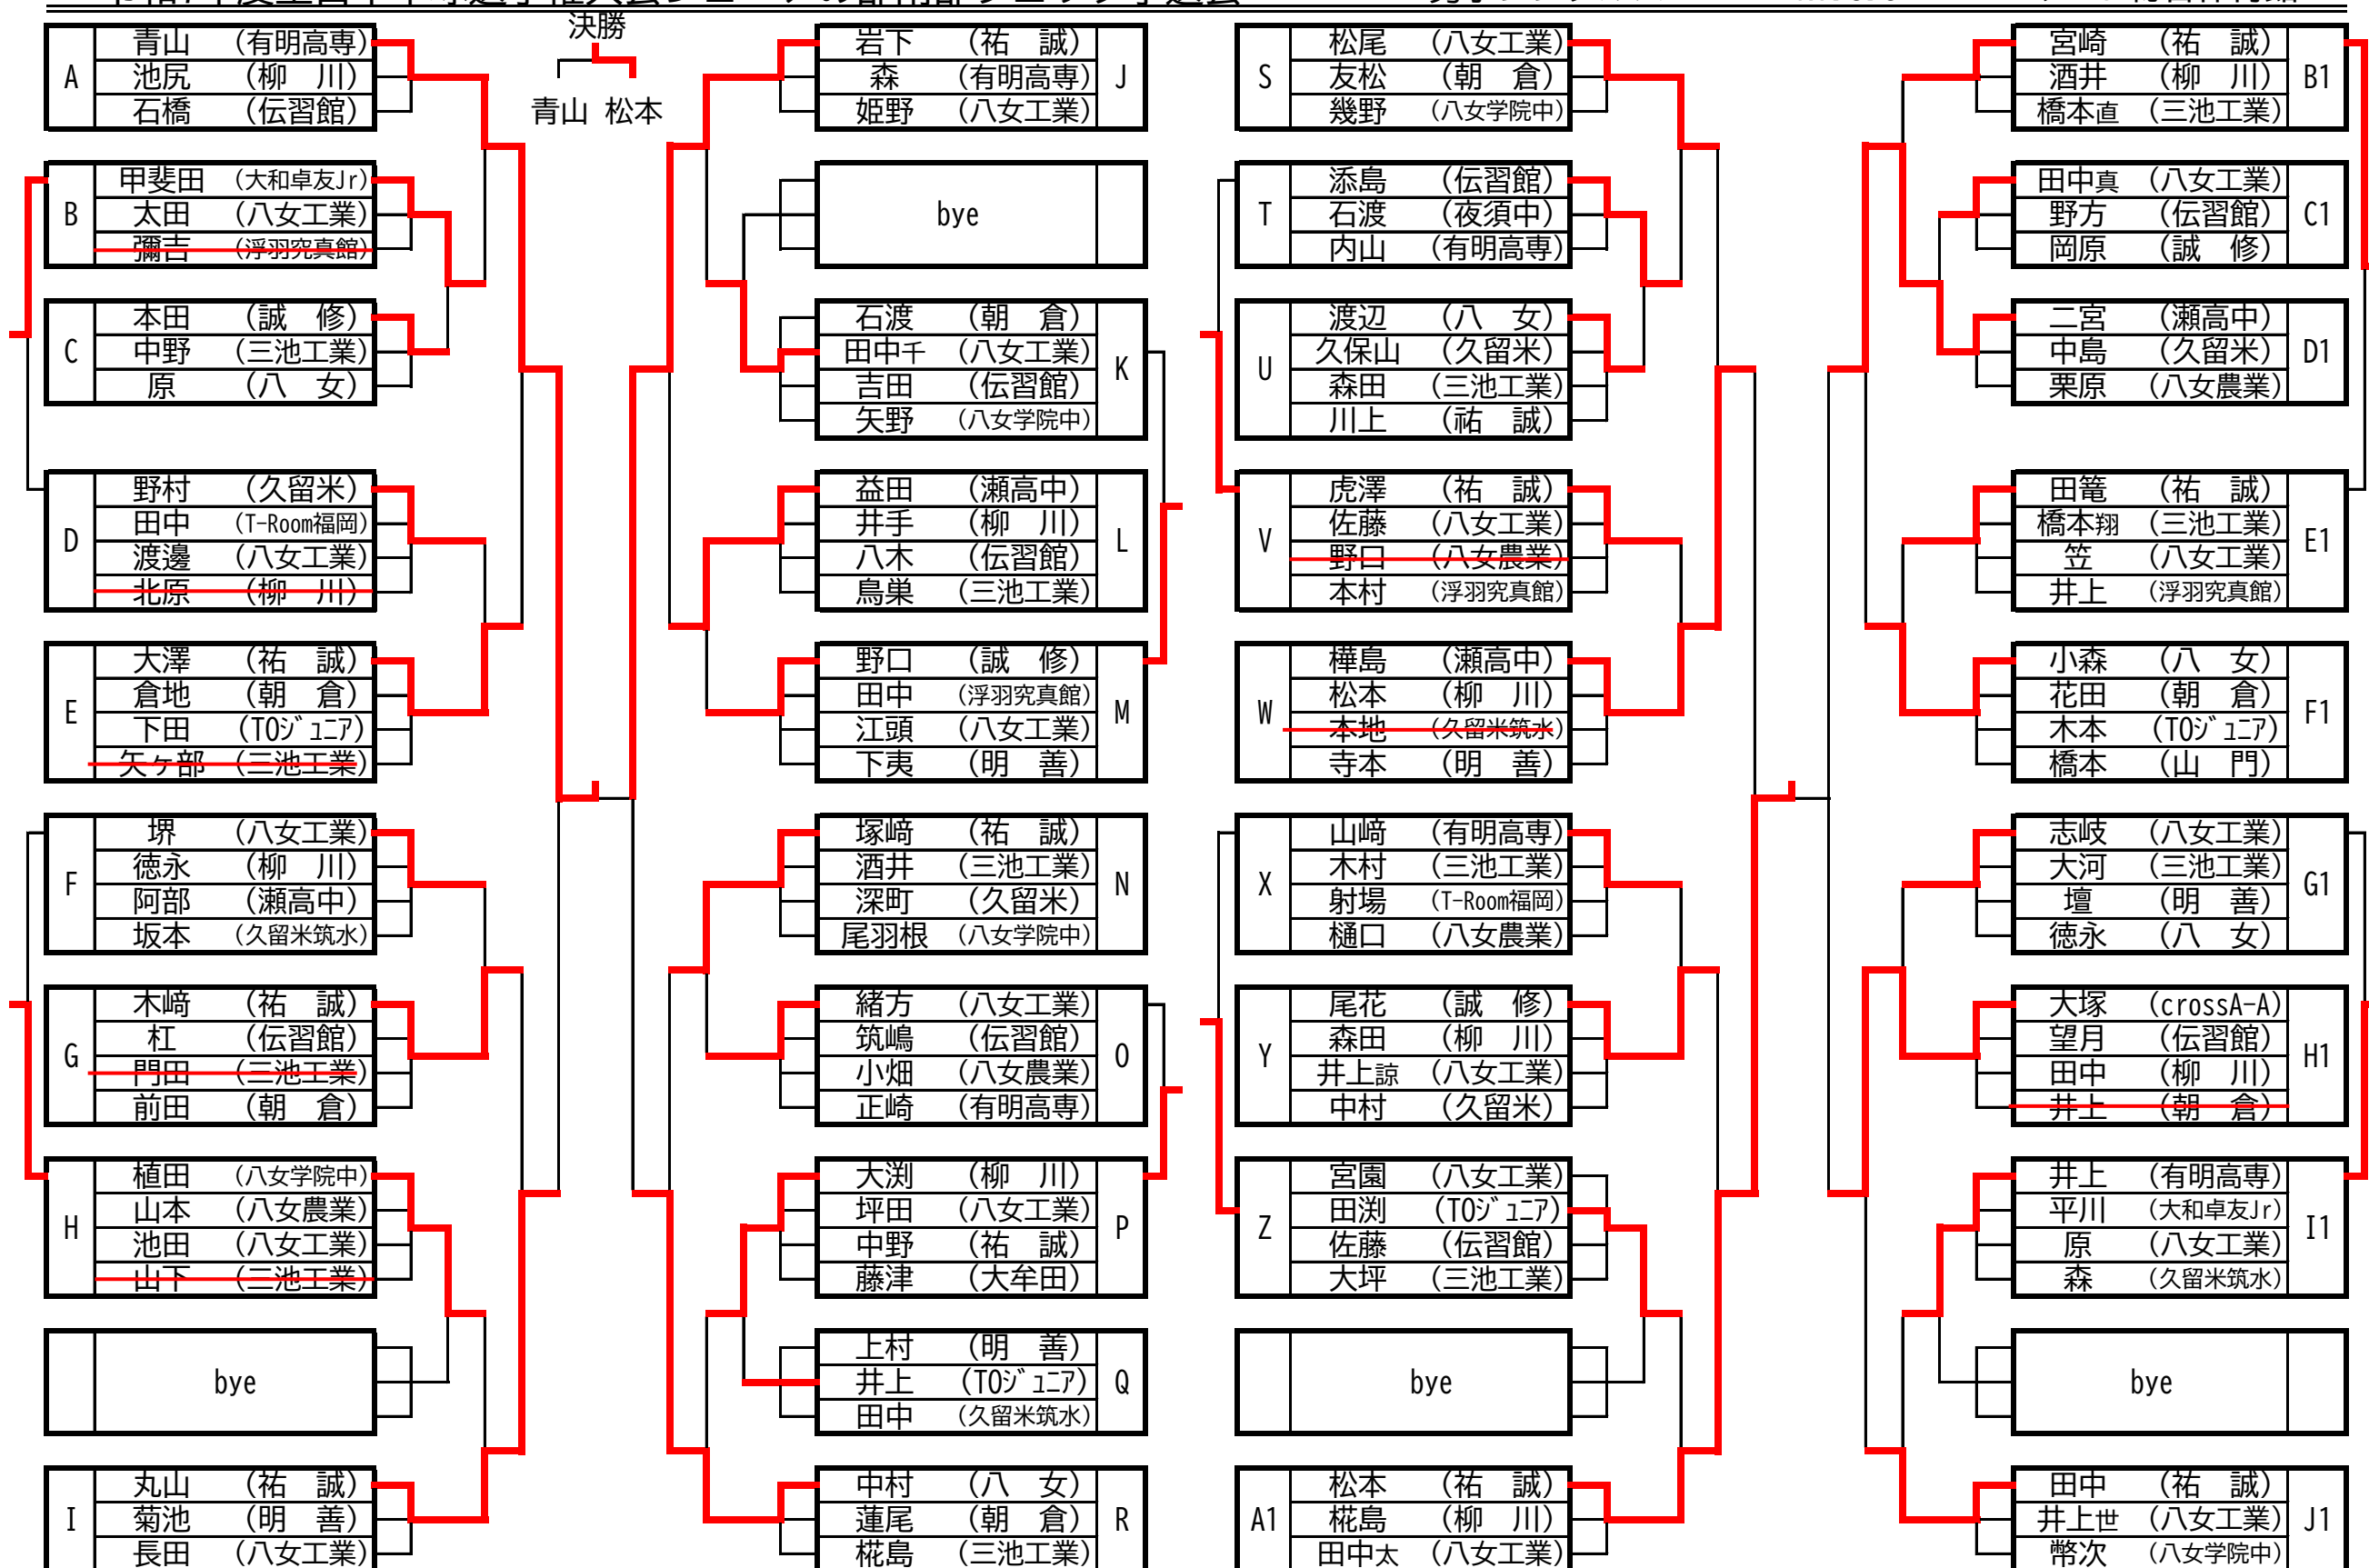 決勝
青山 松本
A
青山 (有明高専)
池尻 (柳 川)
石橋 (伝習館)
B
甲斐田 (大和卓友Jr)
太田 (八女工業)
彌吉 (浮羽究真館)
C
本田 (誠 修)
中野 (三池工業)
原 (八 女)
D
野村 (久留米)
田中 (T-Room福岡)
渡邊 (八女工業)
北原 (柳 川)
E
大澤 (祐 誠)
倉地 (朝 倉)
下田 (TOジュニア)
矢ヶ部 (三池工業)
F
堺 (八女工業)
徳永 (柳 川)
阿部 (瀬高中)
坂本 (久留米筑水)
G
木﨑 (祐 誠)
杠 (伝習館)
門田 (三池工業)
前田 (朝 倉)
H
植田 (八女学院中)
山本 (八女農業)
池田 (八女工業)
山下 (三池工業)
bye
I
丸山 (祐 誠)
菊池 (明 善)
長田 (八女工業)
J
岩下 (祐 誠)
森 (有明高専)
姫野 (八女工業)
bye
K
石渡 (朝 倉)
田中千 (八女工業)
吉田 (伝習館)
矢野 (八女学院中)
L
益田 (瀬高中)
井手 (柳 川)
八木 (伝習館)
鳥巣 (三池工業)
M
野口 (誠 修)
田中 (浮羽究真館)
江頭 (八女工業)
下夷 (明 善)
N
塚﨑 (祐 誠)
酒井 (三池工業)
深町 (久留米)
尾羽根 (八女学院中)
O
緒方 (八女工業)
筑嶋 (伝習館)
小畑 (八女農業)
正崎 (有明高専)
P
大渕 (柳 川)
坪田 (八女工業)
中野 (祐 誠)
藤津 (大牟田)
Q
上村 (明 善)
井上 (TOジュニア)
田中 (久留米筑水)
R
中村 (八 女)
蓮尾 (朝 倉)
椛島 (三池工業)
S
松尾 (八女工業)
友松 (朝 倉)
幾野 (八女学院中)
T
添島 (伝習館)
石渡 (夜須中)
内山 (有明高専)
U
渡辺 (八 女)
久保山 (久留米)
森田 (三池工業)
川上 (祐 誠)
V
虎澤 (祐 誠)
佐藤 (八女工業)
野口 (八女農業)
本村 (浮羽究真館)
W
樺島 (瀬高中)
松本 (柳 川)
本地 (久留米筑水)
寺本 (明 善)
X
山﨑 (有明高専)
木村 (三池工業)
射場 (T-Room福岡)
樋口 (八女農業)
Y
尾花 (誠 修)
森田 (柳 川)
井上諒 (八女工業)
中村 (久留米)
Z
宮園 (八女工業)
田渕 (TOジュニア)
佐藤 (伝習館)
大坪 (三池工業)
bye
A1
松本 (祐 誠)
椛島 (柳 川)
田中太 (八女工業)
B1
宮崎 (祐 誠)
酒井 (柳 川)
橋本直 (三池工業)
C1
田中真 (八女工業)
野方 (伝習館)
岡原 (誠 修)
D1
二宮 (瀬高中)
中島 (久留米)
栗原 (八女農業)
E1
田篭 (祐 誠)
橋本翔 (三池工業)
笠 (八女工業)
井上 (浮羽究真館)
F1
小森 (八 女)
花田 (朝 倉)
木本 (TOジュニア)
橋本 (山 門)
G1
志岐 (八女工業)
大河 (三池工業)
壇 (明 善)
徳永 (八 女)
H1
大塚 (crossA-A)
望月 (伝習館)
田中 (柳 川)
井上 (朝 倉)
I1
井上 (有明高専)
平川 (大和卓友Jr)
原 (八女工業)
森 (久留米筑水)
bye
J1
田中 (祐 誠)
井上世 (八女工業)
幣次 (八女学院中)